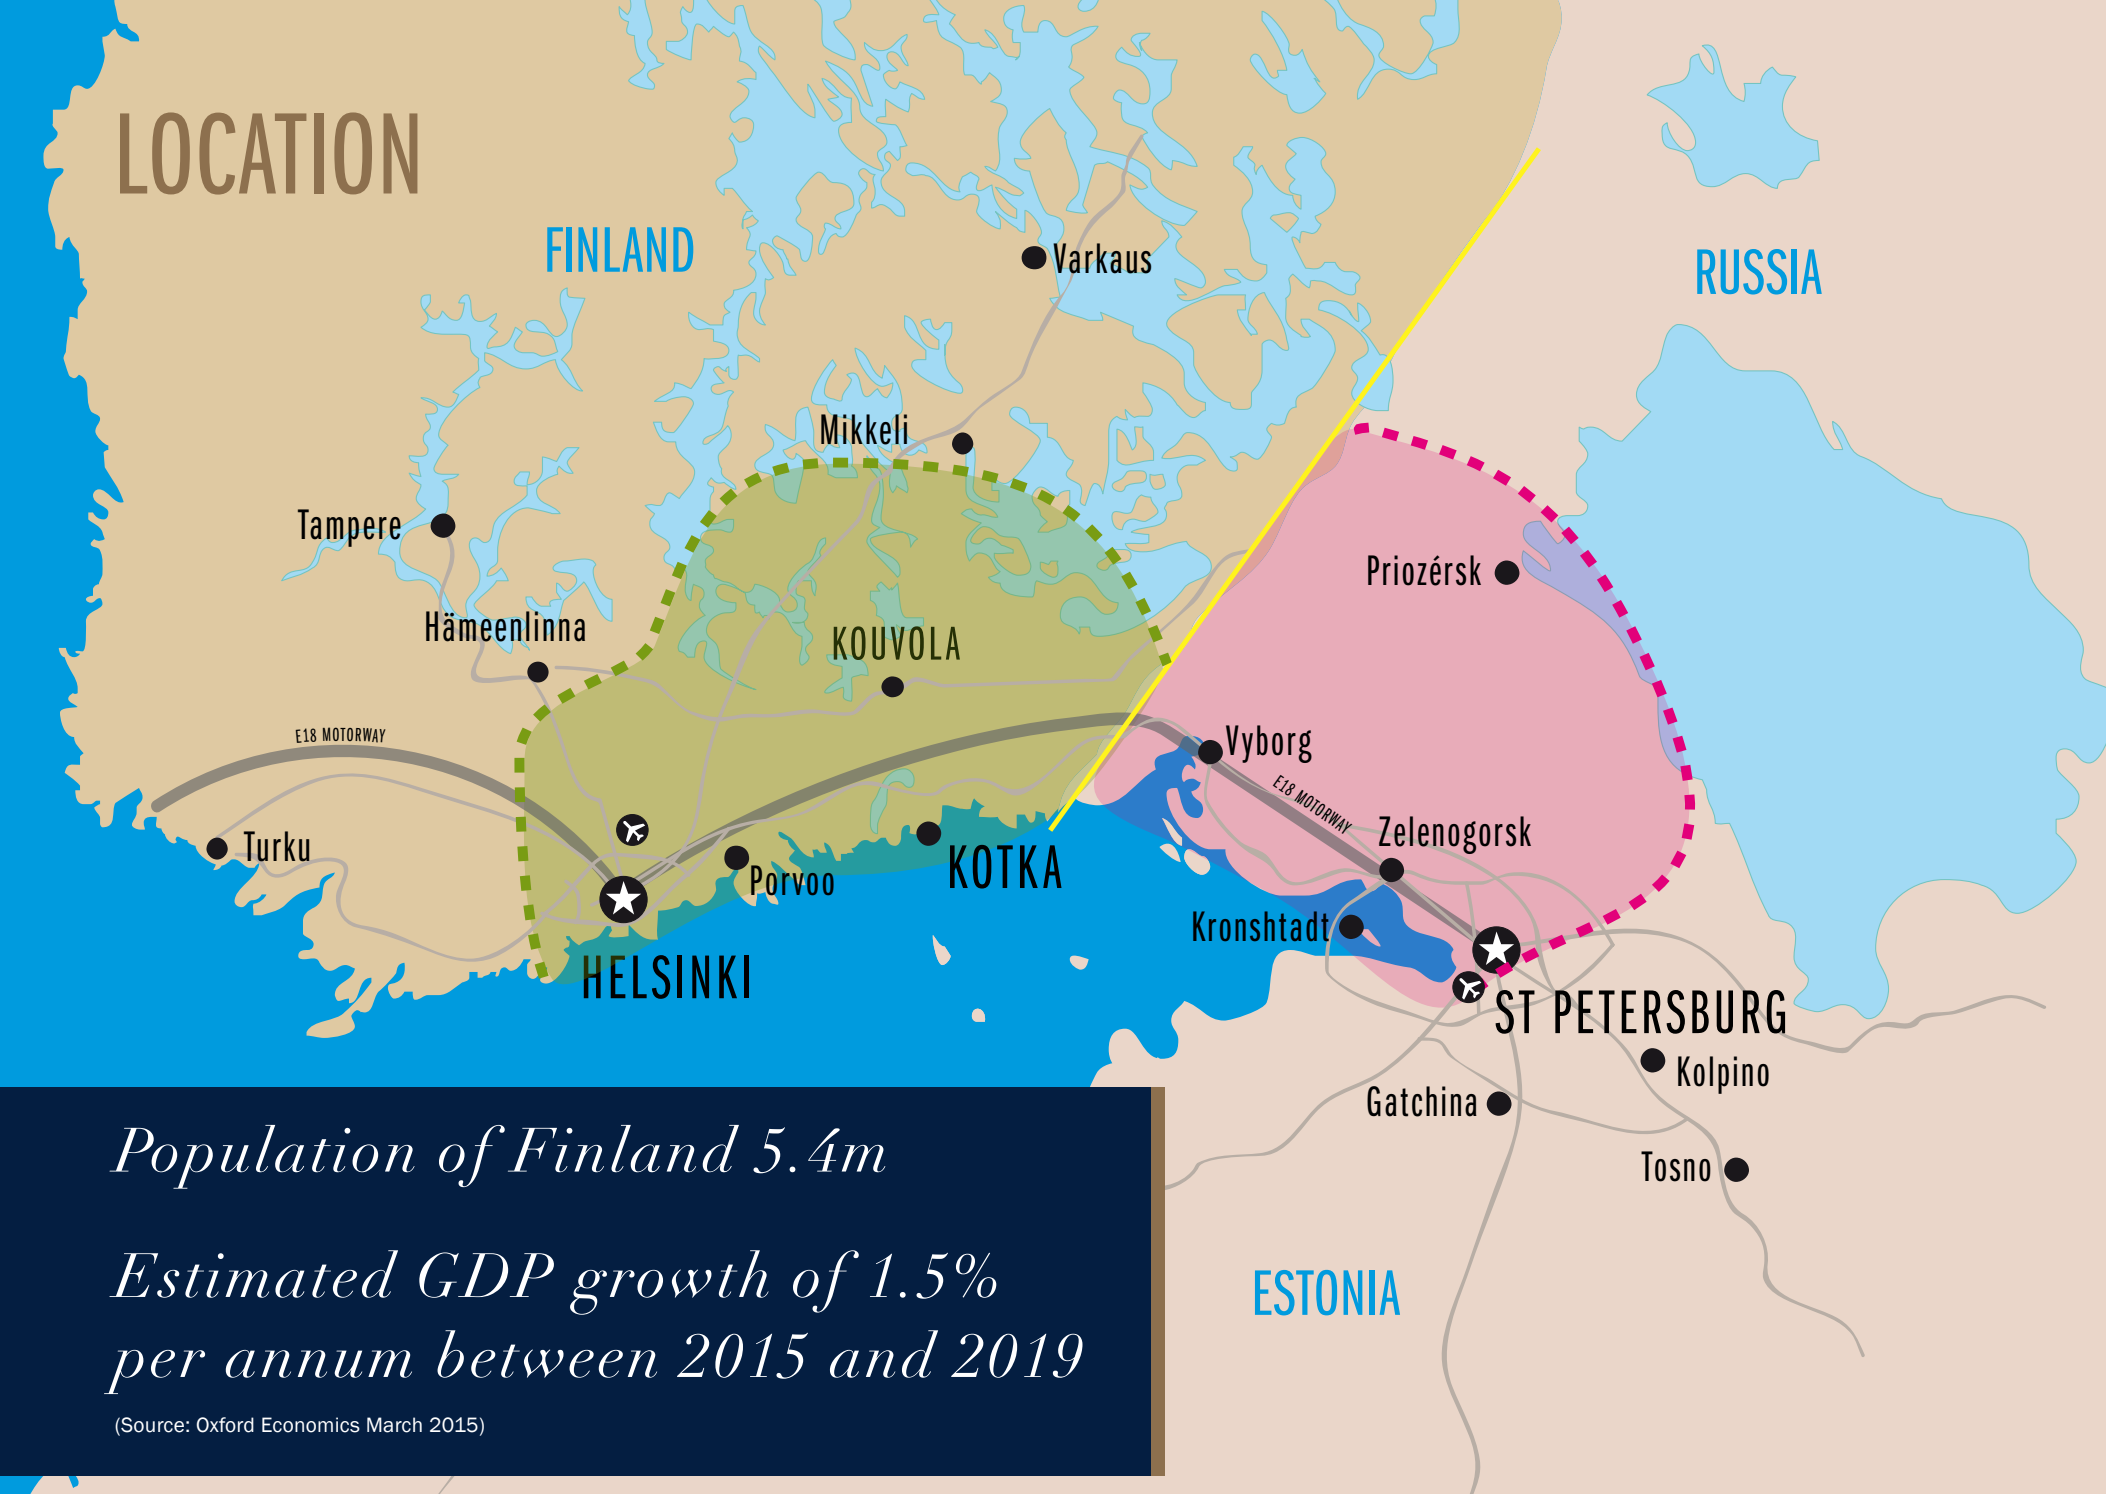 LOCATION
FINLAND
RUSSIA
Varkaus
Mikkeli
Tampere
Priozérsk
Hämeenlinna
KOUVOLA
E18 MOTORWAY
Vyborg
E18 MOTORWAY
Zelenogorsk
Turku
KOTKA
Porvoo
Kronshtadt
HELSINKI
ST PETERSBURG
Kolpino
Gatchina
Tosno
ESTONIA
Population of Finland 5.4m
Estimated GDP growth of 1.5%
per annum between 2015 and 2019
(Source: Oxford Economics March 2015)